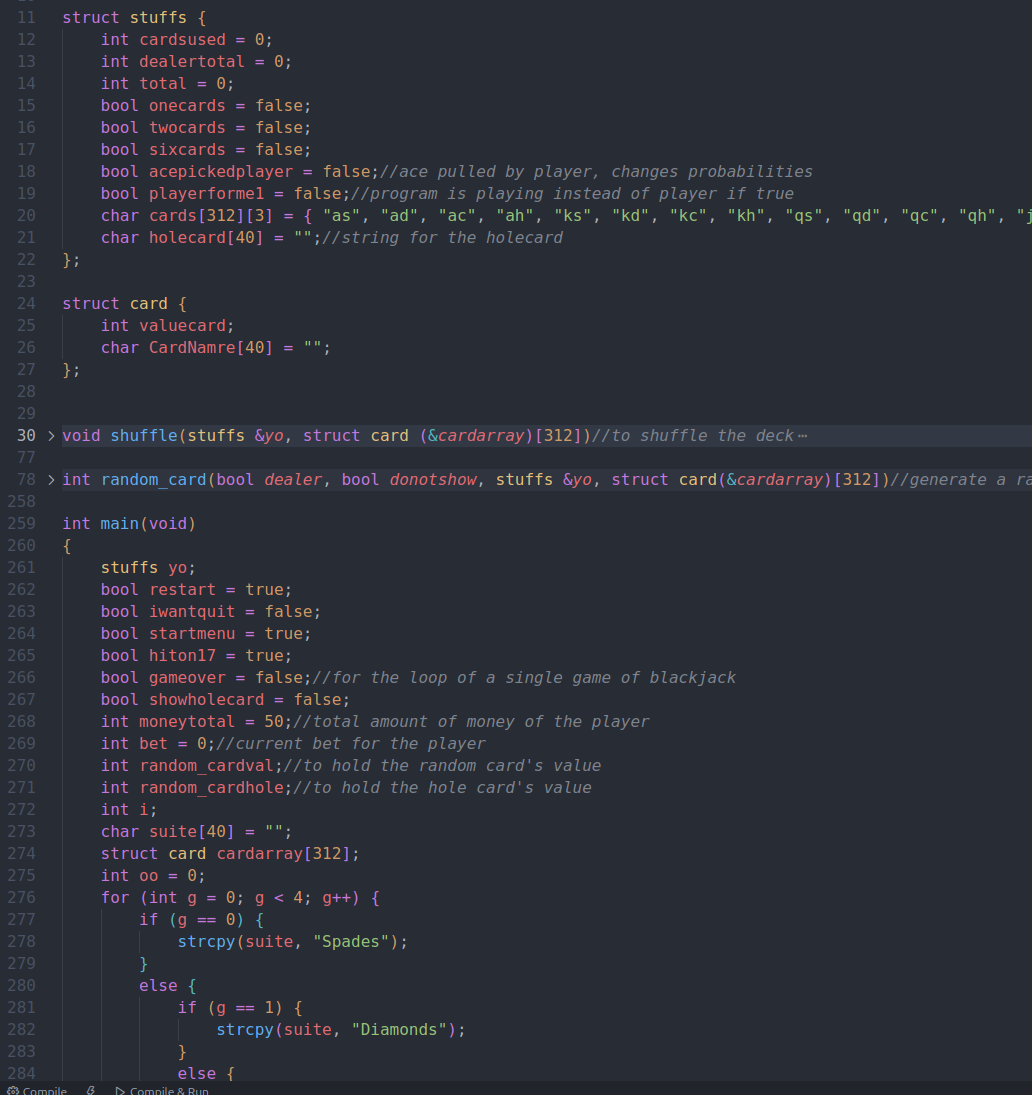 11 struct stuffs {
12     int cardsused = 0;
13     int dealertotal = 0;
14     int total = 0;
15     bool onecards = false;
16     bool twocards = false;
17     bool sixcards = false;
18     bool acepickedplayer = false;//ace pulled by player, changes probabilities
19     bool playerforme1 = false;//program is playing instead of player if true
20     char cards[312][3] = { "as", "ad", "ac", "ah", "ks", "kd", "kc", "kh", "qs", "qd", "qc", "qh", "j
21     char holecard[40] = "";//string for the holecard
22 };
23
24 struct card {
25     int valuecard;
26     char CardNamre[40] = "";
27 };
28
29
30 void shuffle(stuffs &yo, struct card (&cardarray)[312])//to shuffle the deck…
77
78 int random_card(bool dealer, bool donotshow, stuffs &yo, struct card(&cardarray)[312])//generate a ra
258
259 int main(void)
260 {
261     stuffs yo;
262     bool restart = true;
263     bool iwantquit = false;
264     bool startmenu = true;
265     bool hiton17 = true;
266     bool gameover = false;//for the loop of a single game of blackjack
267     bool showholecard = false;
268     int moneytotal = 50;//total amount of money of the player
269     int bet = 0;//current bet for the player
270     int random_cardval;//to hold the random card's value
271     int random_cardhole;//to hold the hole card's value
272     int i;
273     char suite[40] = "";
274     struct card cardarray[312];
275     int oo = 0;
276     for (int g = 0; g < 4; g++) {
277         if (g == 0) {
278             strcpy(suite, "Spades");
279         }
280         else {
281             if (g == 1) {
282                 strcpy(suite, "Diamonds");
283             }
284             else {
Compile Compile & Run